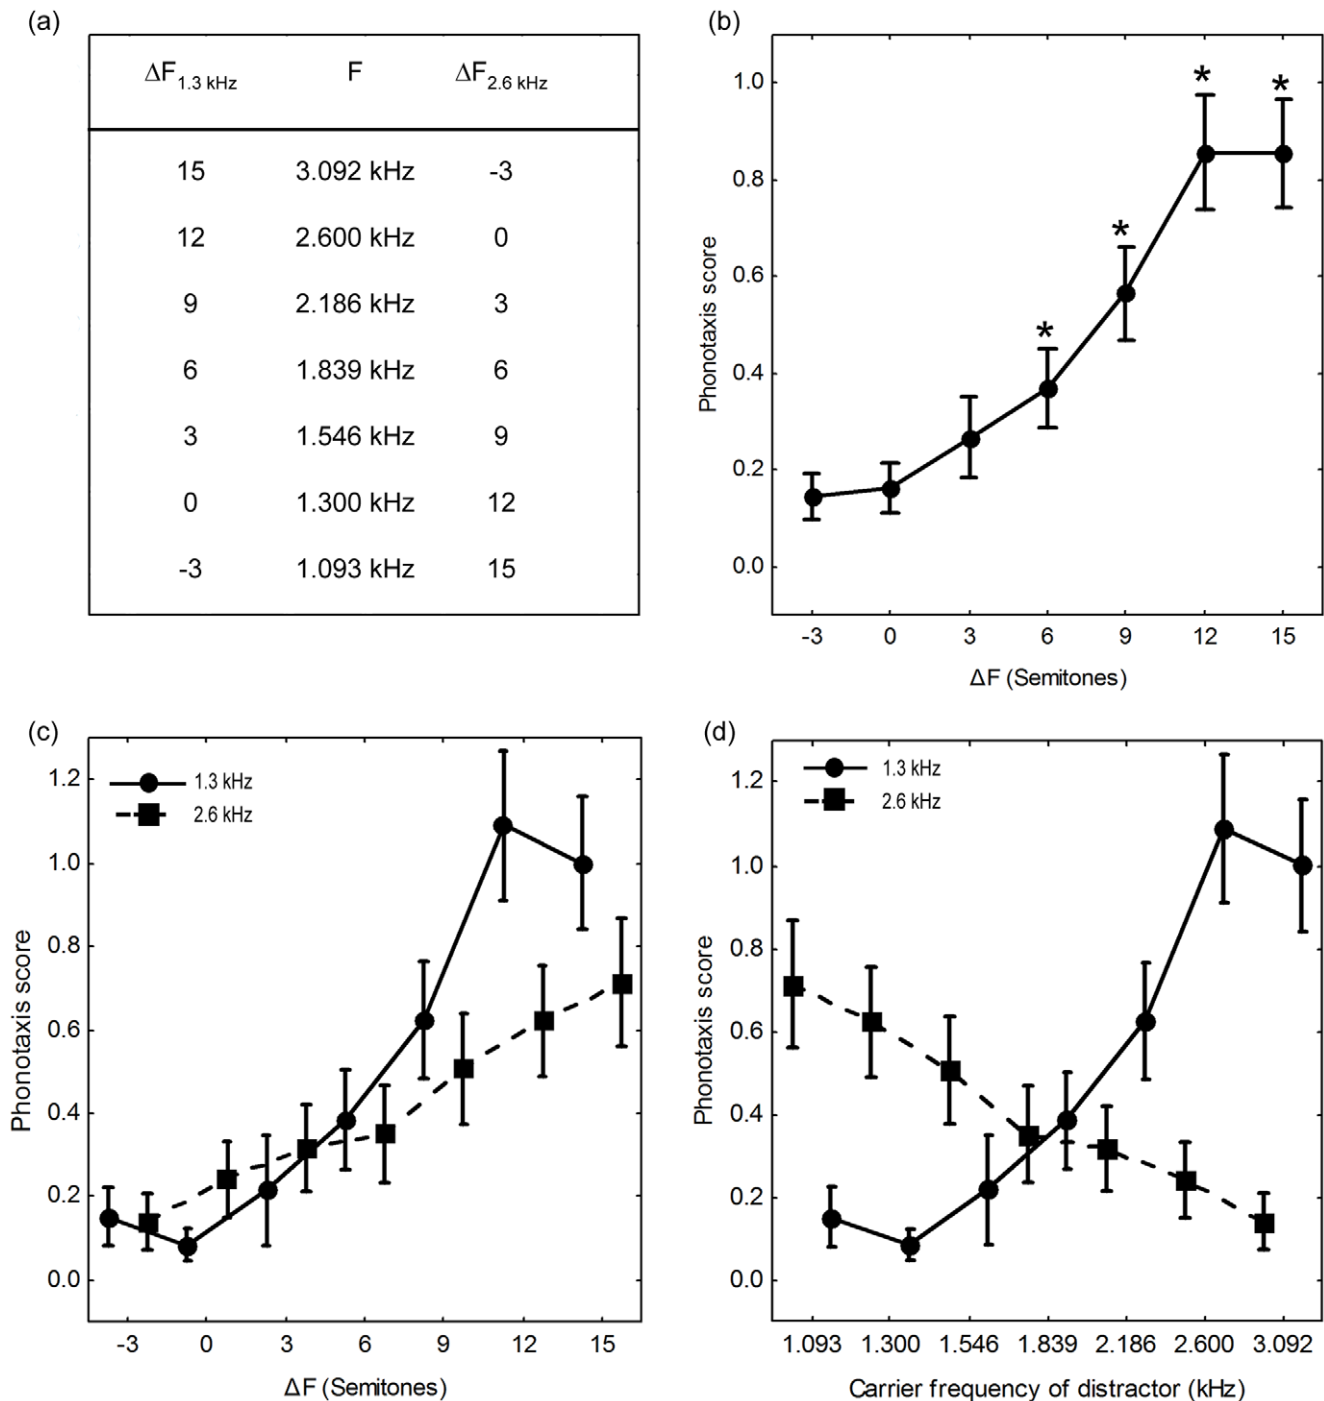 (a)
ΔF1.3 kHz F ΔF2.6 kHz
15 3.092 kHz -3
12 2.600 kHz 0
9 2.186 kHz 3
6 1.839 kHz 6
3 1.546 kHz 9
0 1.300 kHz 12
-3 1.093 kHz 15
(b)
Phonotaxis score
1.0
0.8
0.6
0.4
0.2
0.0
* * * *
-3 0 3 6 9 12 15
ΔF (Semitones)
(c)
Phonotaxis score
1.2
1.0
0.8
0.6
0.4
0.2
0.0
1.3 kHz
2.6 kHz
-3 0 3 6 9 12 15
ΔF (Semitones)
(d)
Phonotaxis score
1.2
1.0
0.8
0.6
0.4
0.2
0.0
1.3 kHz
2.6 kHz
1.093 1.300 1.546 1.839 2.186 2.600 3.092
Carrier frequency of distractor (kHz)